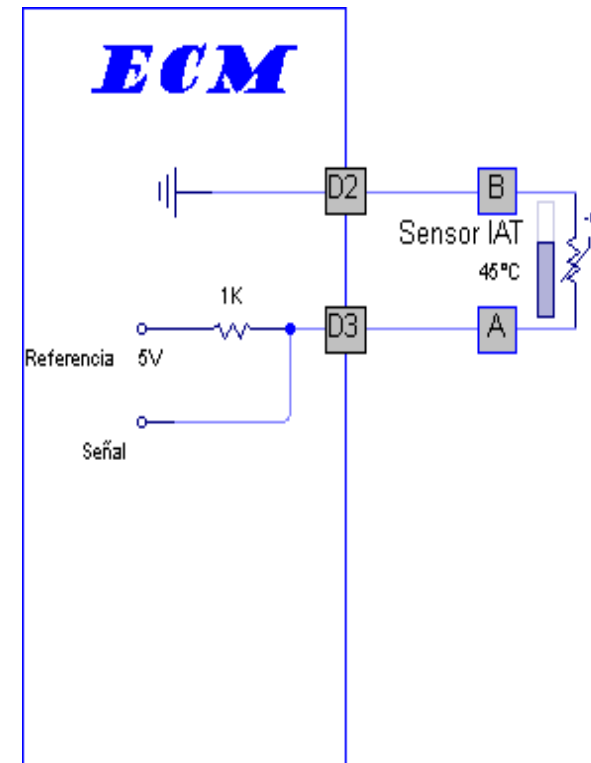 ECM
D2
B
Sensor IAT
45°C
1K
D3
A
Referencia 5V
Señal